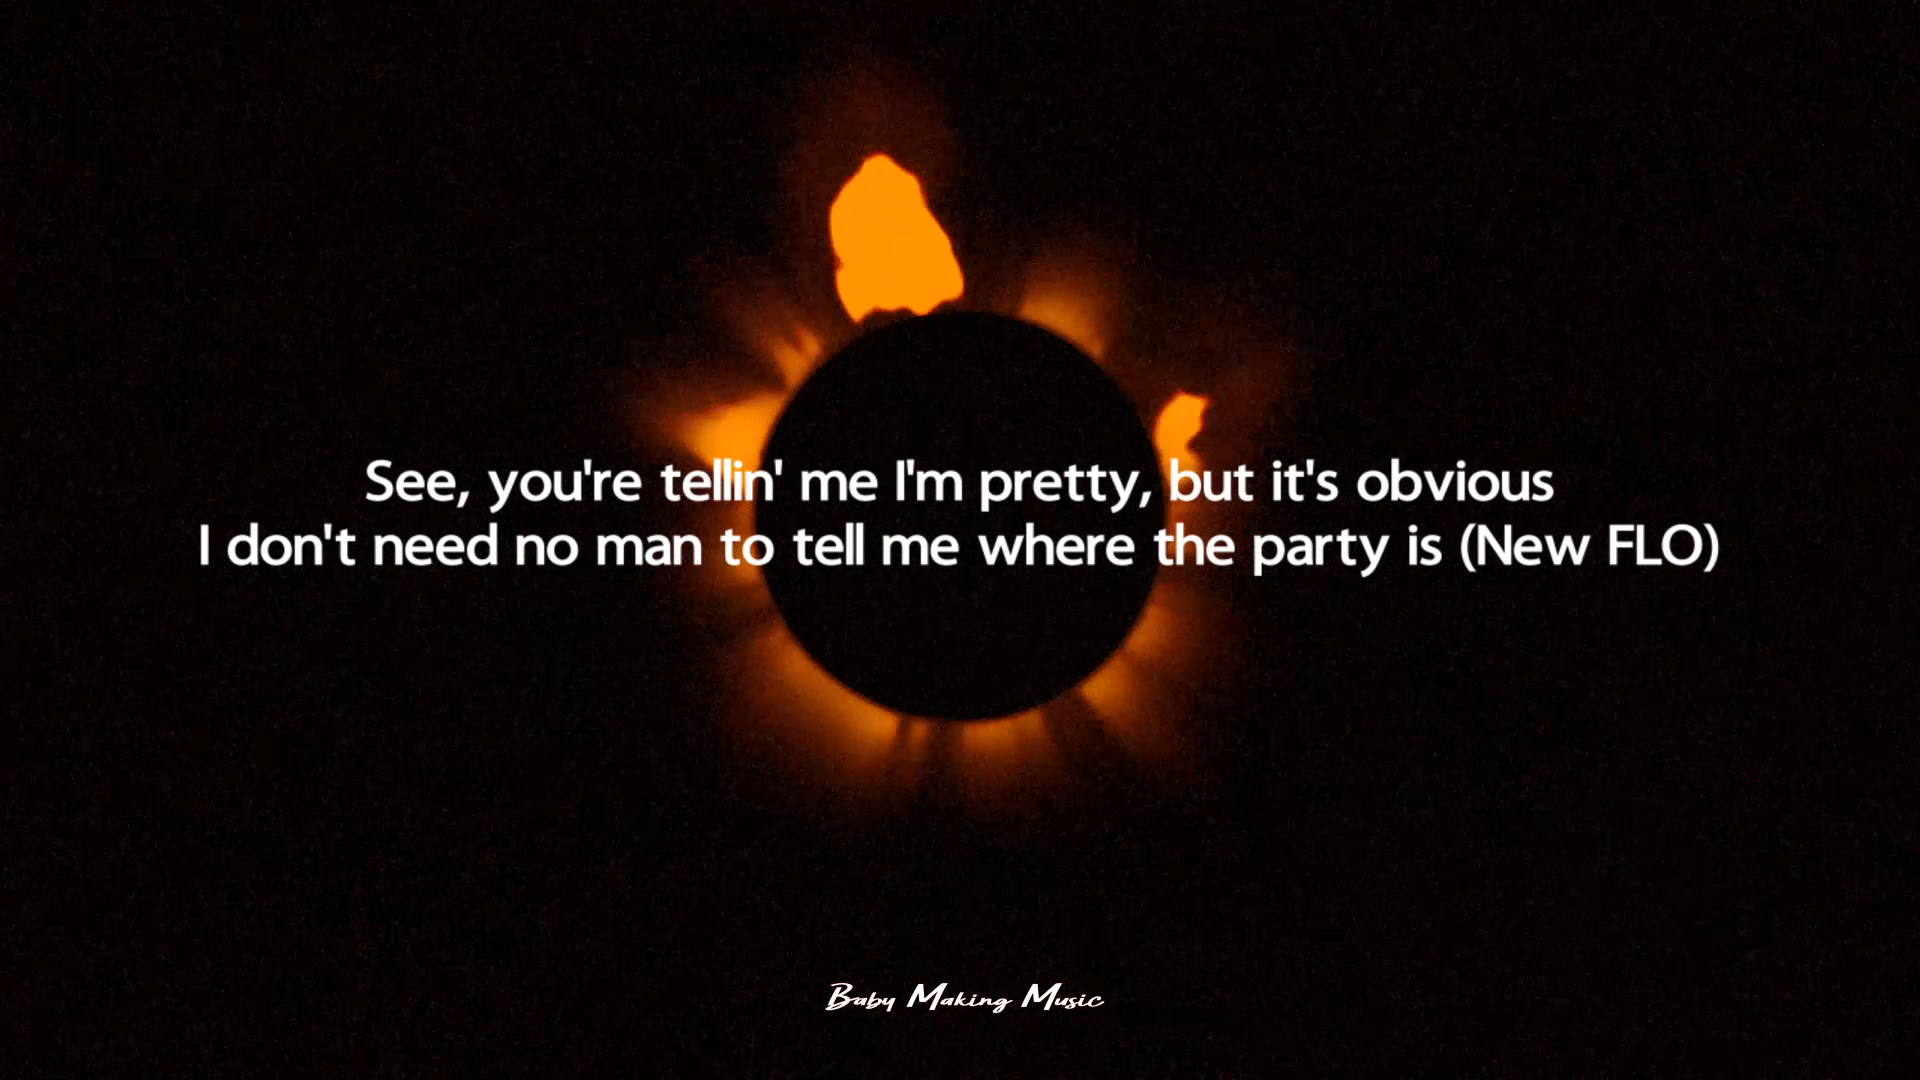 See, you're tellin' me I'm pretty, but it's obvious
I don't need no man to tell me where the party is (New FLO)
Baby Making Music